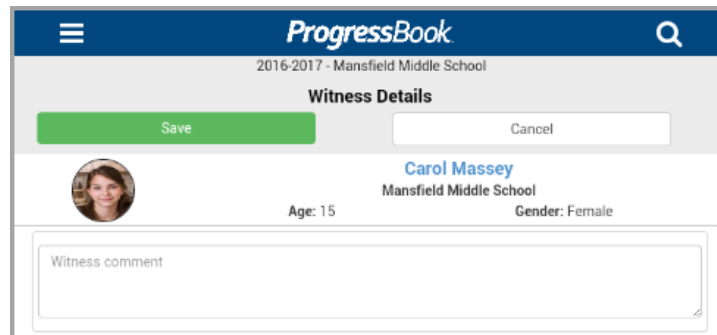 ProgressBook
2016-2017 - Mansfield Middle School
Witness Details
Save Cancel
Carol Massey
Mansfield Middle School
Age: 15 Gender: Female
Witness comment